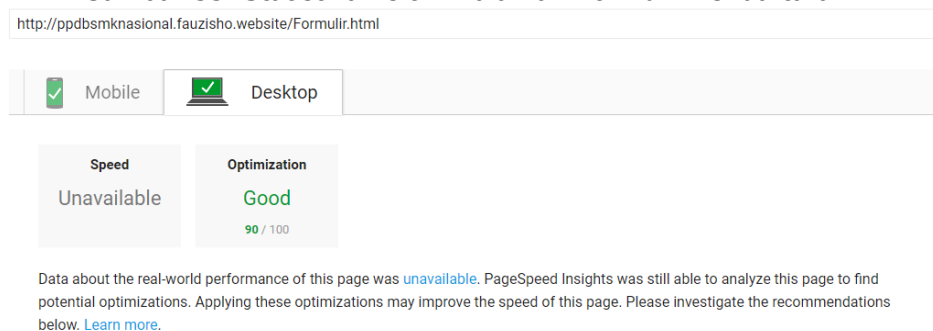 http://ppdbsmknasional.fauzisho.website/Formulir.html
Mobile
Desktop
Speed
Optimization
Unavailable
Good
90 / 100
Data about the real-world performance of this page was unavailable. PageSpeed Insights was still able to analyze this page to find
potential optimizations. Applying these optimizations may improve the speed of this page. Please investigate the recommendations
below. Learn more.